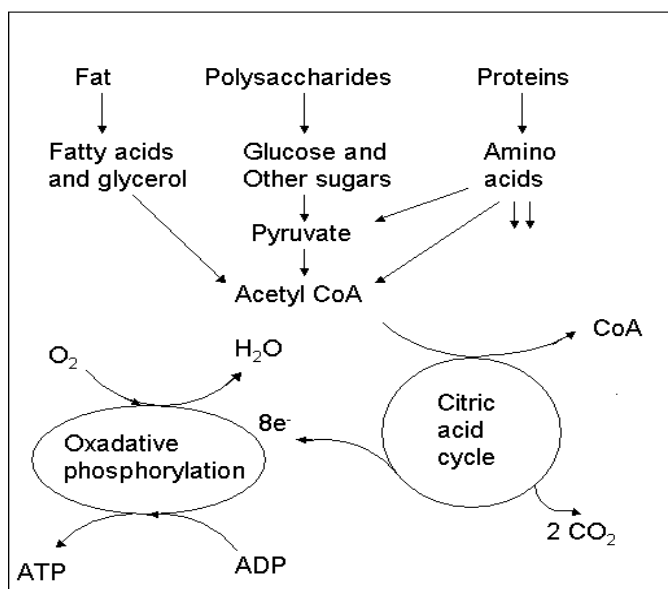 Fat
Polysaccharides
Proteins
Fatty acids
and glycerol
Glucose and
Other sugars
Amino
acids
Pyruvate
Acetyl CoA
CoA
O₂
H₂O
8e⁻
Citric
acid
cycle
Oxadative
phosphorylation
2 CO₂
ATP
ADP